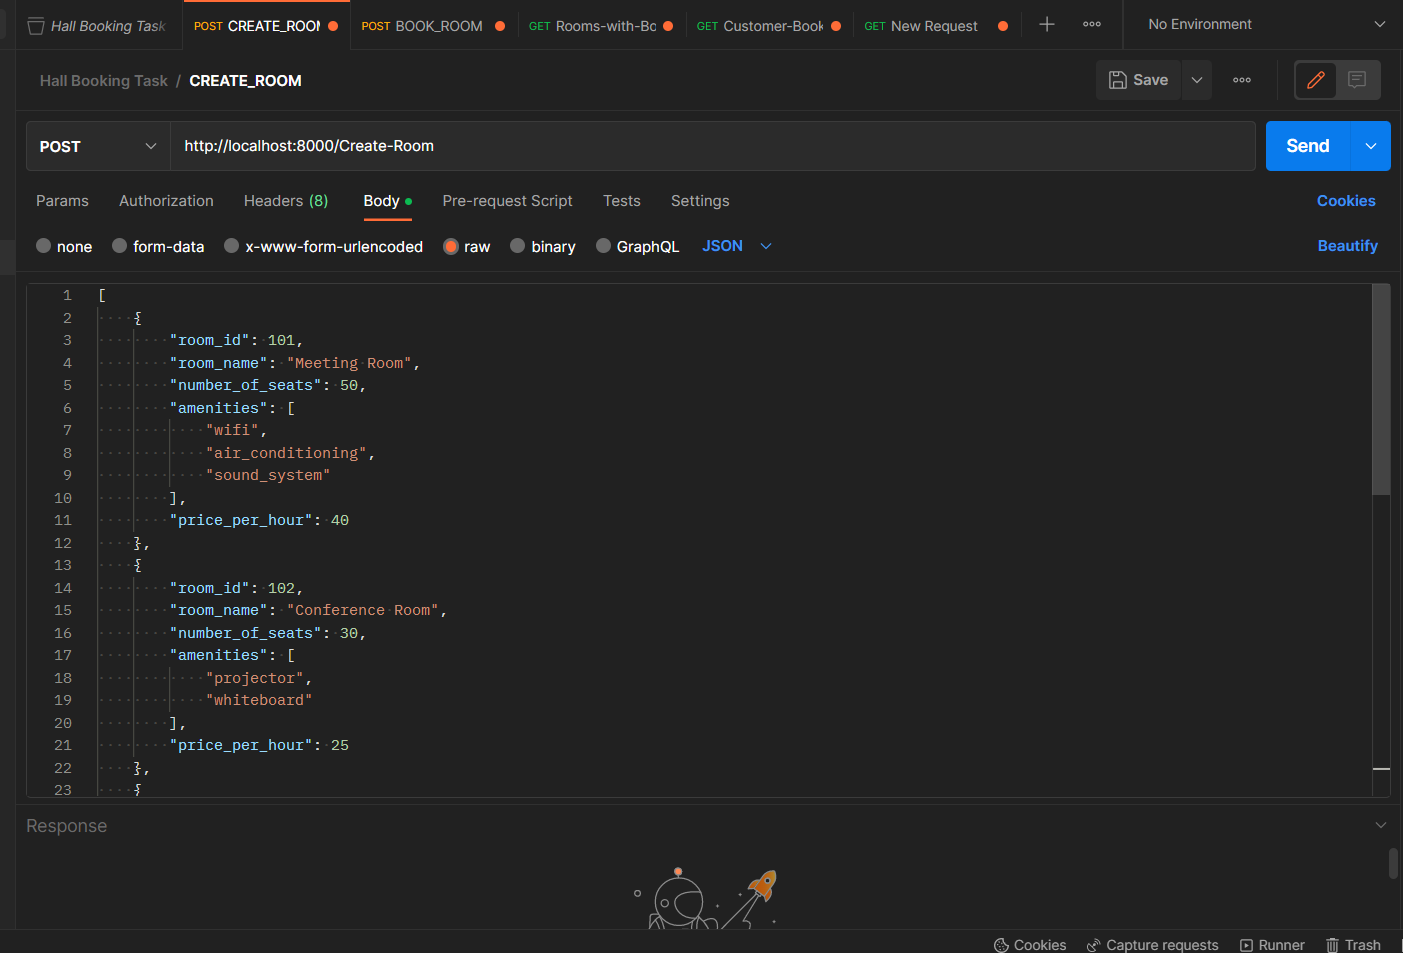 Hall Booking Task
POST CREATE_ROOM
POST BOOK_ROOM
GET Rooms-with-Bo
GET Customer-Book
GET New Request
No Environment
Hall Booking Task / CREATE_ROOM
Save
POST
http://localhost:8000/Create-Room
Send
Params Authorization Headers (8) Body Pre-request Script Tests Settings Cookies
none form-data x-www-form-urlencoded raw binary GraphQL JSON Beautify
1 [
2 {
3 "room_id": 101,
4 "room_name": "Meeting Room",
5 "number_of_seats": 50,
6 "amenities": [
7 "wifi",
8 "air_conditioning",
9 "sound_system"
10 ],
11 "price_per_hour": 40
12 },
13 {
14 "room_id": 102,
15 "room_name": "Conference Room",
16 "number_of_seats": 30,
17 "amenities": [
18 "projector",
19 "whiteboard"
20 ],
21 "price_per_hour": 25
22 },
23 {
Response
Cookies Capture requests Runner Trash